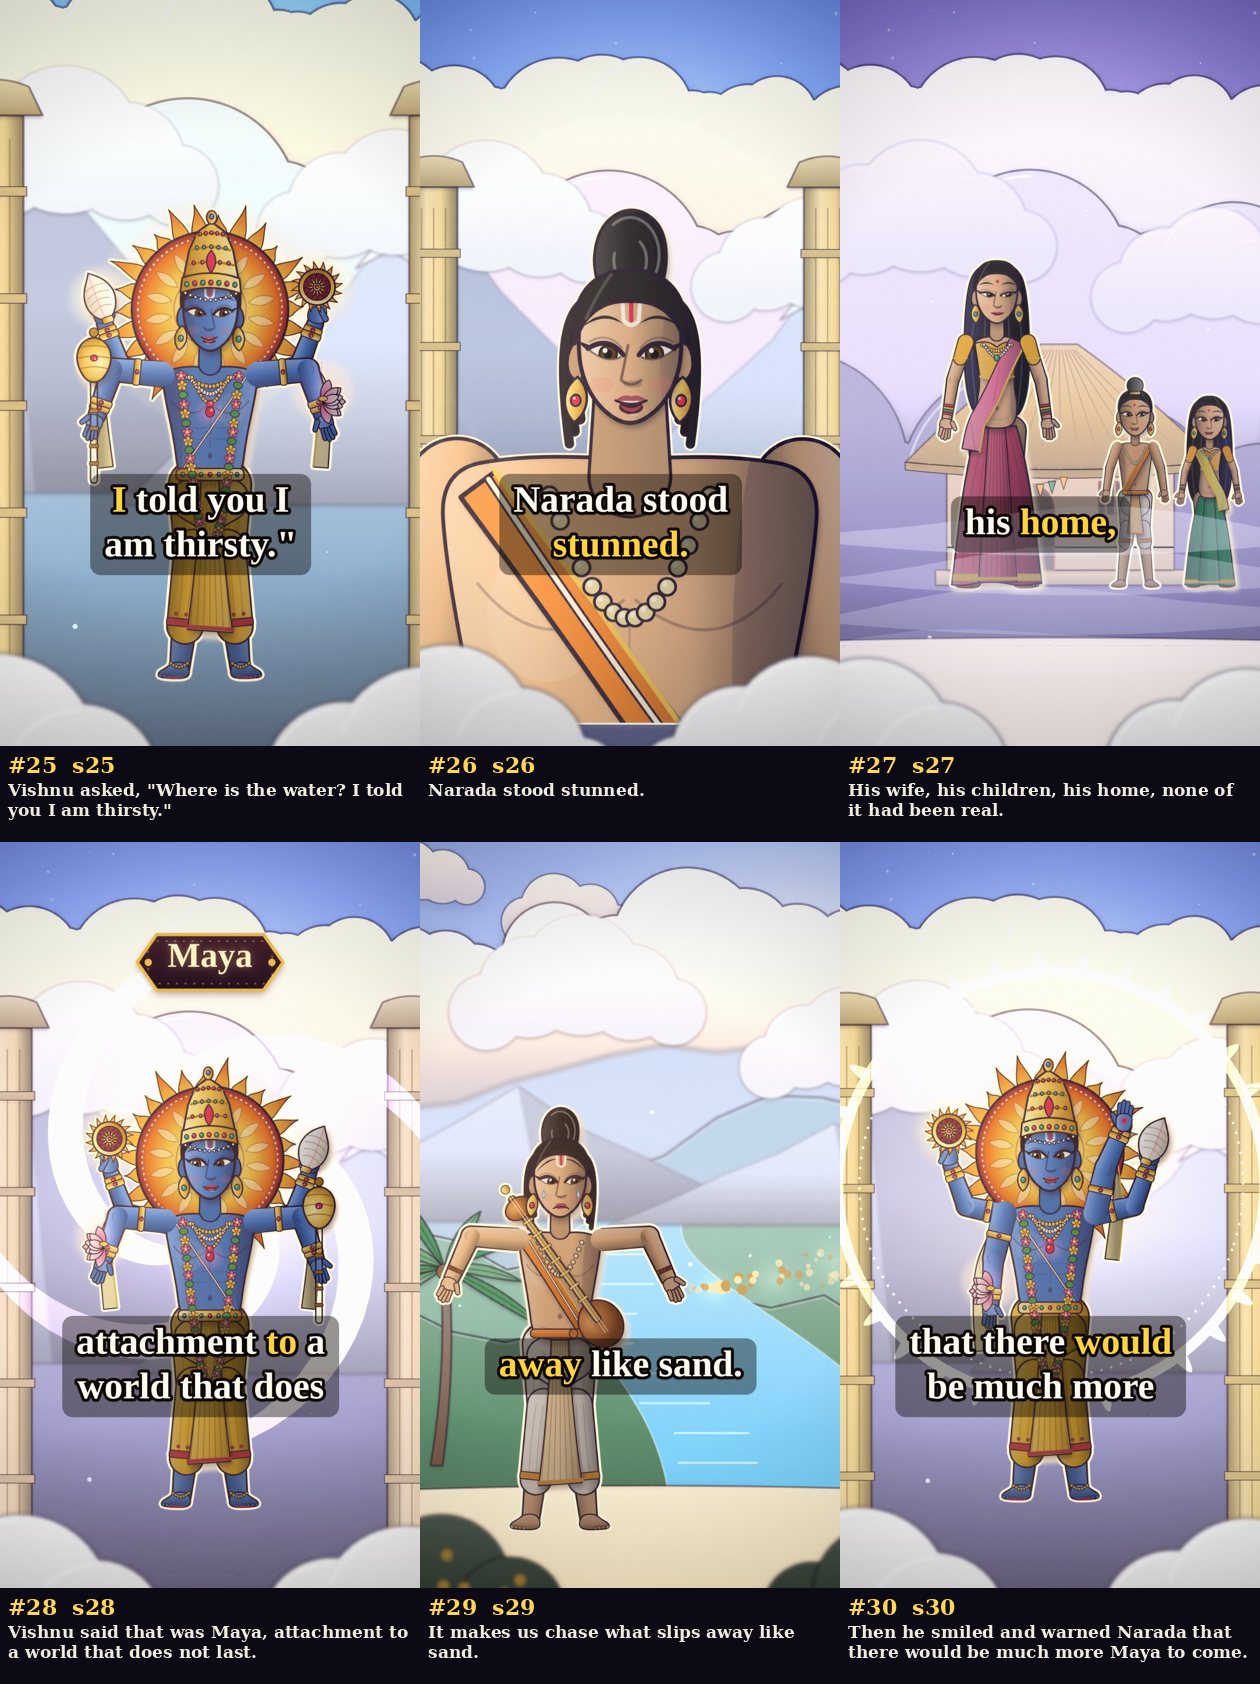 I told you I
am thirsty."
#25 s25
Vishnu asked, "Where is the water? I told
you I am thirsty."
Narada stood
stunned.
#26 s26
Narada stood stunned.
his home,
#27 s27
His wife, his children, his home, none of
it had been real.
Maya
attachment to a
world that does
#28 s28
Vishnu said that was Maya, attachment to
a world that does not last.
away like sand.
#29 s29
It makes us chase what slips away like
sand.
that there would
be much more
#30 s30
Then he smiled and warned Narada that
there would be much more Maya to come.